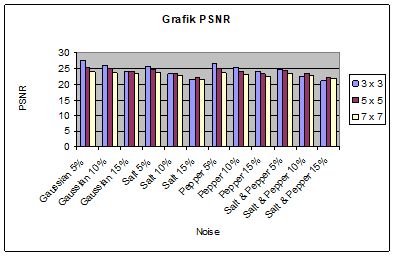 Grafik PSNR
PSNR
30
25
20
15
10
5
0
Gaussian 5%
Gaussian 10%
Gaussian 15%
Salt 5%
Salt 10%
Salt 15%
Pepper 5%
Pepper 10%
Pepper 15%
Salt & Pepper 5%
Salt & Pepper 10%
Salt & Pepper 15%
Noise
3 x 3
5 x 5
7 x 7